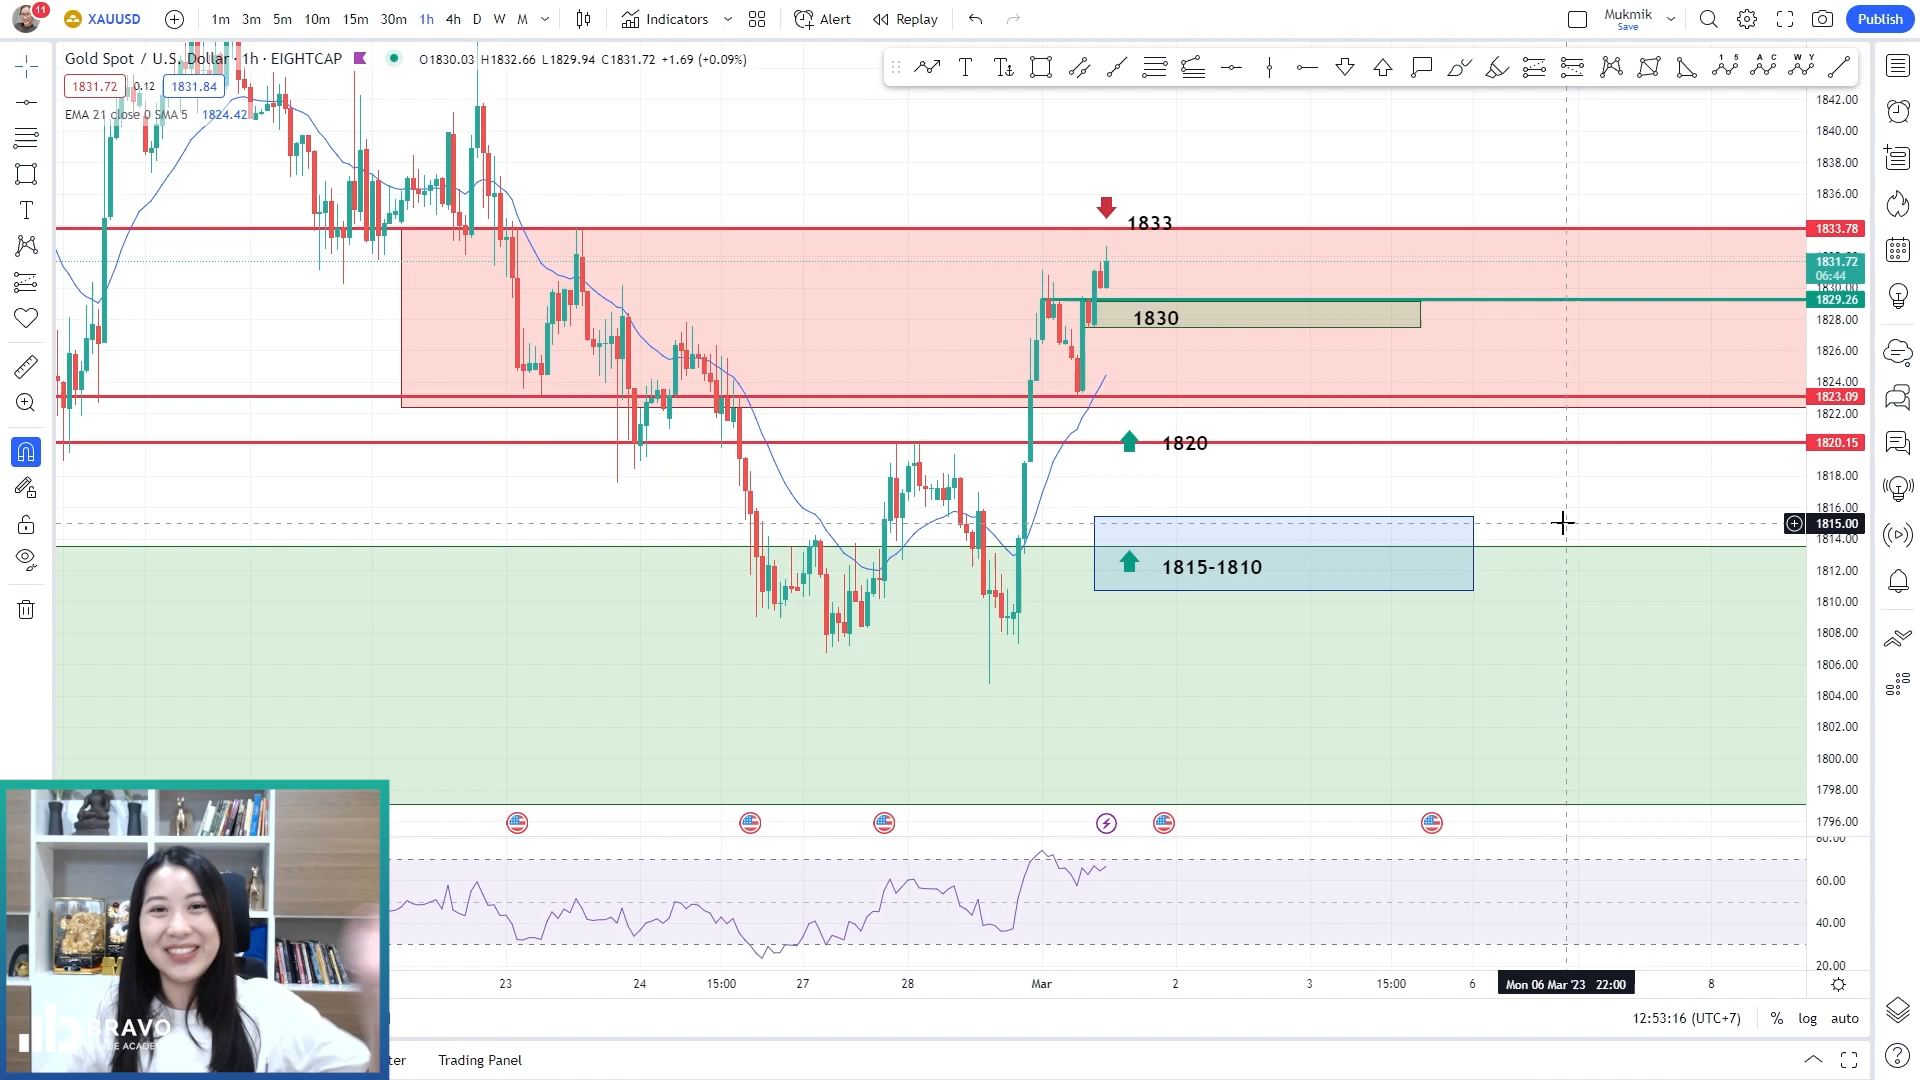 11
XAUUSD
1m 3m 5m 10m 15m 30m 1h 4h D W M
Indicators
Alert
Replay
Mukmik
Save
Publish
Gold Spot / U.S. Dollar · 1h · EIGHTCAP
O1830.03 H1832.66 L1829.94 C1831.72 +1.69 (+0.09%)
1831.72 0.12 1831.84
EMA 21 close 0 SMA 5 1824.42
1842.00
1840.00
1838.00
1836.00
1833
1833.78
1831.72
06:44
1830.00
1829.26
1830
1828.00
1826.00
1824.00
1823.09
1822.00
1820
1820.15
1818.00
1816.00
1815.00
1814.00
1815-1810
1812.00
1810.00
1808.00
1806.00
1804.00
1802.00
1800.00
1798.00
1796.00
80.00
60.00
40.00
20.00
23 24 15:00 27 28 Mar 2 3 15:00 6 Mon 06 Mar '23 22:00 8
12:53:16 (UTC+7) % log auto
BRAVO
Trading Panel